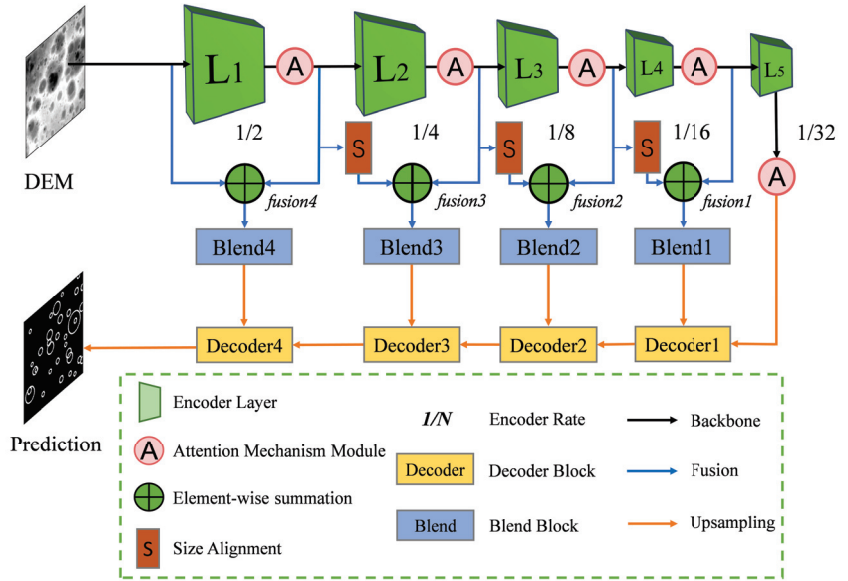 L1
A
L2
A
L3
A
L4
A
L5
1/2
S
1/4
S
1/8
S
1/16
1/32
DEM
A
fusion4
fusion3
fusion2
fusion1
Blend4
Blend3
Blend2
Blend1
Decoder4
Decoder3
Decoder2
Decoder1
Prediction
Encoder Layer
1/N
Encoder Rate
Backbone
A
Attention Mechanism Module
Decoder
Decoder Block
Fusion
Element-wise summation
Blend
Blend Block
Upsampling
S
Size Alignment